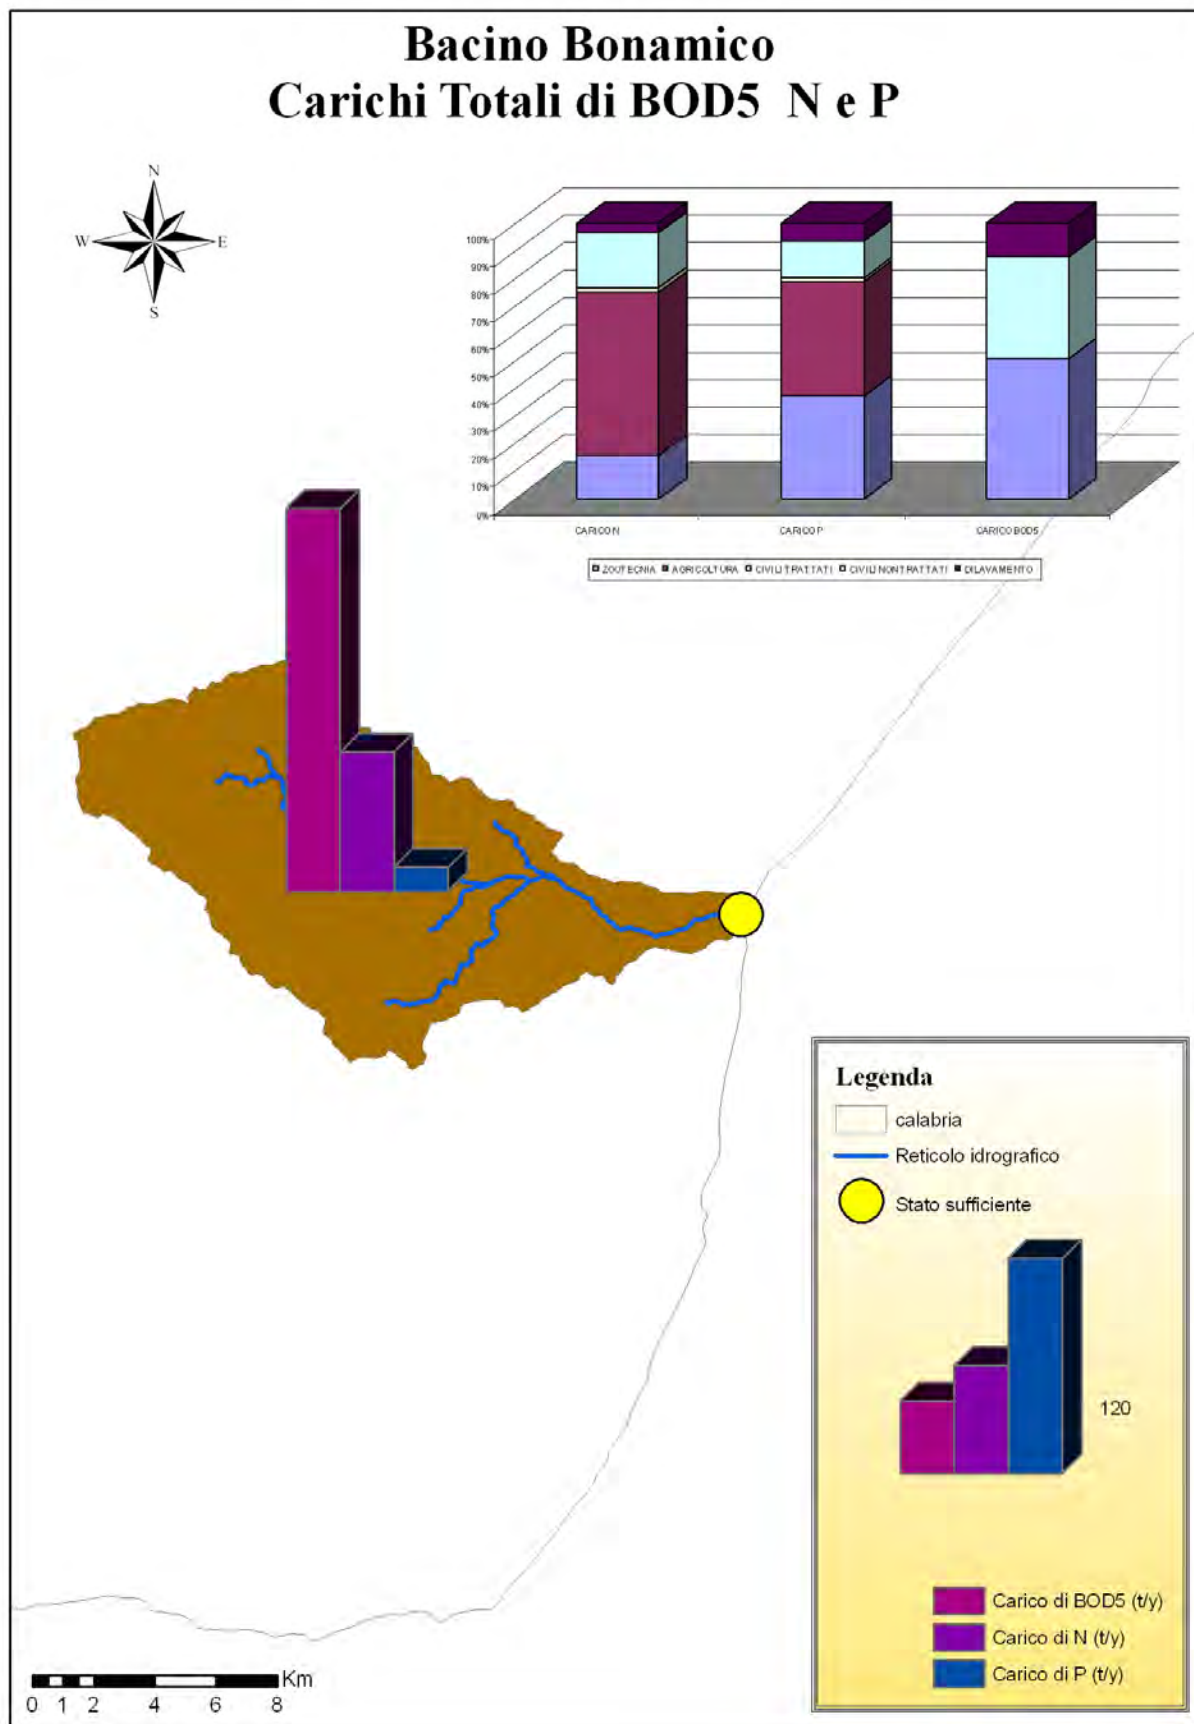 Bacino Bonamico
Carichi Totali di BOD5 N e P
N
W E
S
100%
90%
80%
70%
60%
50%
40%
30%
20%
10%
0%
CARICO N CARICO P CARICO BOD5
ZOOTECNIA AGRICOLTURA CIVILI TRATTATI CIVILI NON TRATTATI DILAVAMENTO
Legenda
calabria
Reticolo idrografico
Stato sufficiente
120
Carico di BOD5 (t/y)
Carico di N (t/y)
Carico di P (t/y)
Km
0 1 2 4 6 8